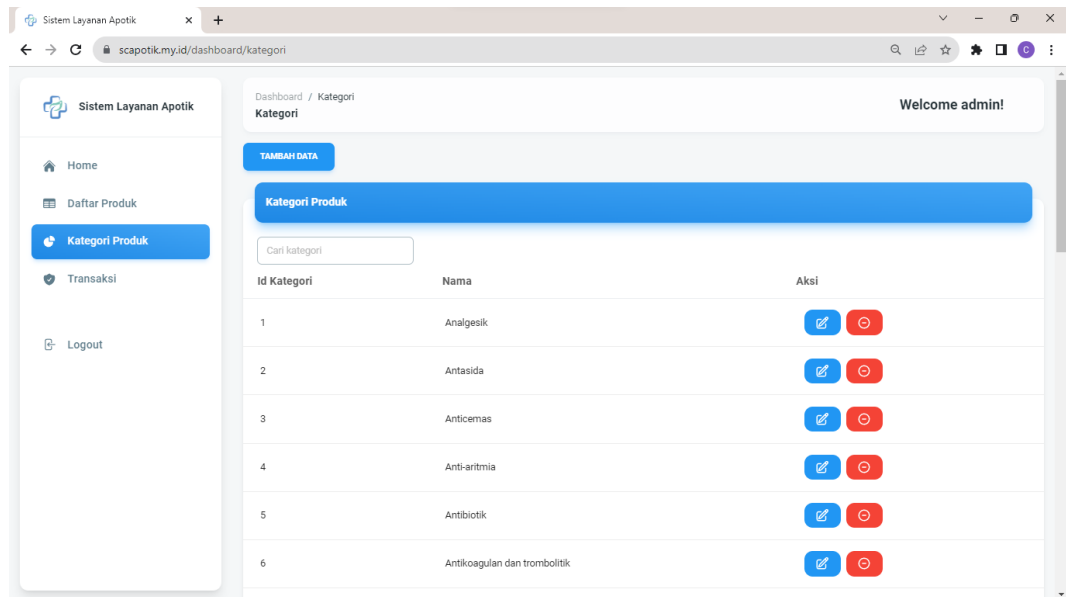 Sistem Layanan Apotik
scapotik.my.id/dashboard/kategori
C
Sistem Layanan Apotik
Home
Daftar Produk
Kategori Produk
Transaksi
Logout
Dashboard / Kategori
Kategori
Welcome admin!
TAMBAH DATA
Kategori Produk
Cari kategori
Id Kategori Nama Aksi
1 Analgesik
2 Antasida
3 Anticemas
4 Anti-aritmia
5 Antibiotik
6 Antikoagulan dan trombolitik